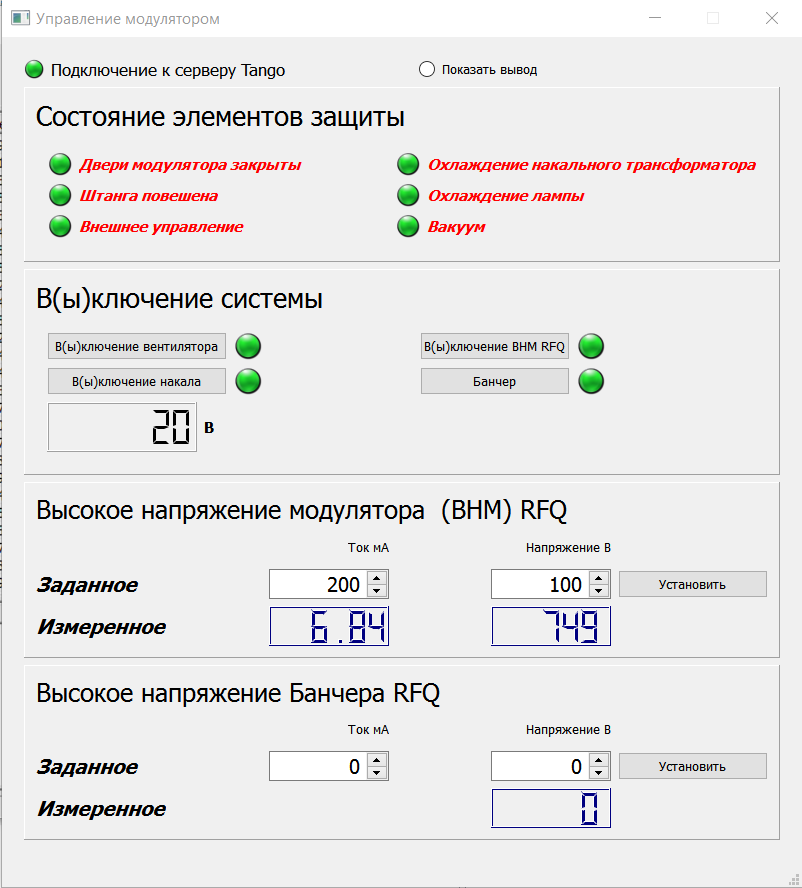 Управление модулятором
Подключение к серверу Tango
Показать вывод
Состояние элементов защиты
Двери модулятора закрыты
Охлаждение накального трансформатора
Штанга повешена
Охлаждение лампы
Внешнее управление
Вакуум
В(ы)ключение системы
В(ы)ключение вентилятора
В(ы)ключение ВНМ RFQ
В(ы)ключение накала
Банчер
20 В
Высокое напряжение модулятора  (ВНМ) RFQ
Ток мА
Напряжение В
Заданное
200
100
Установить
Измеренное
6.84
749
Высокое напряжение Банчера RFQ
Ток мА
Напряжение В
Заданное
0
0
Установить
Измеренное
0